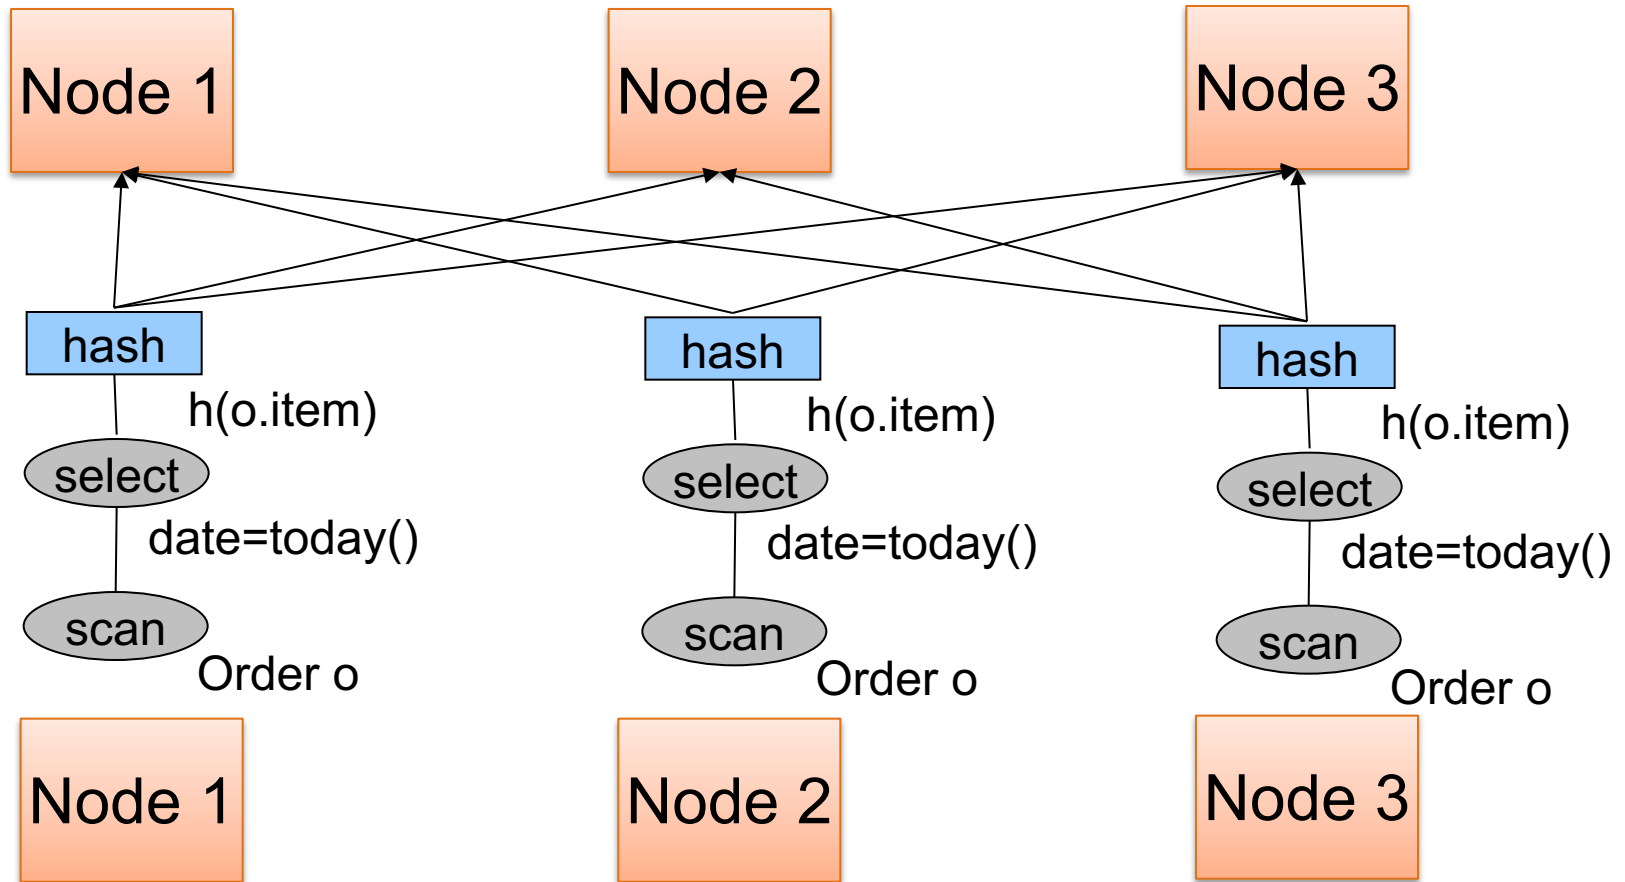 Node 1
Node 2
Node 3
hash
hash
hash
h(o.item)
h(o.item)
h(o.item)
select
select
select
date=today()
date=today()
date=today()
scan
scan
scan
Order o
Order o
Order o
Node 1
Node 2
Node 3